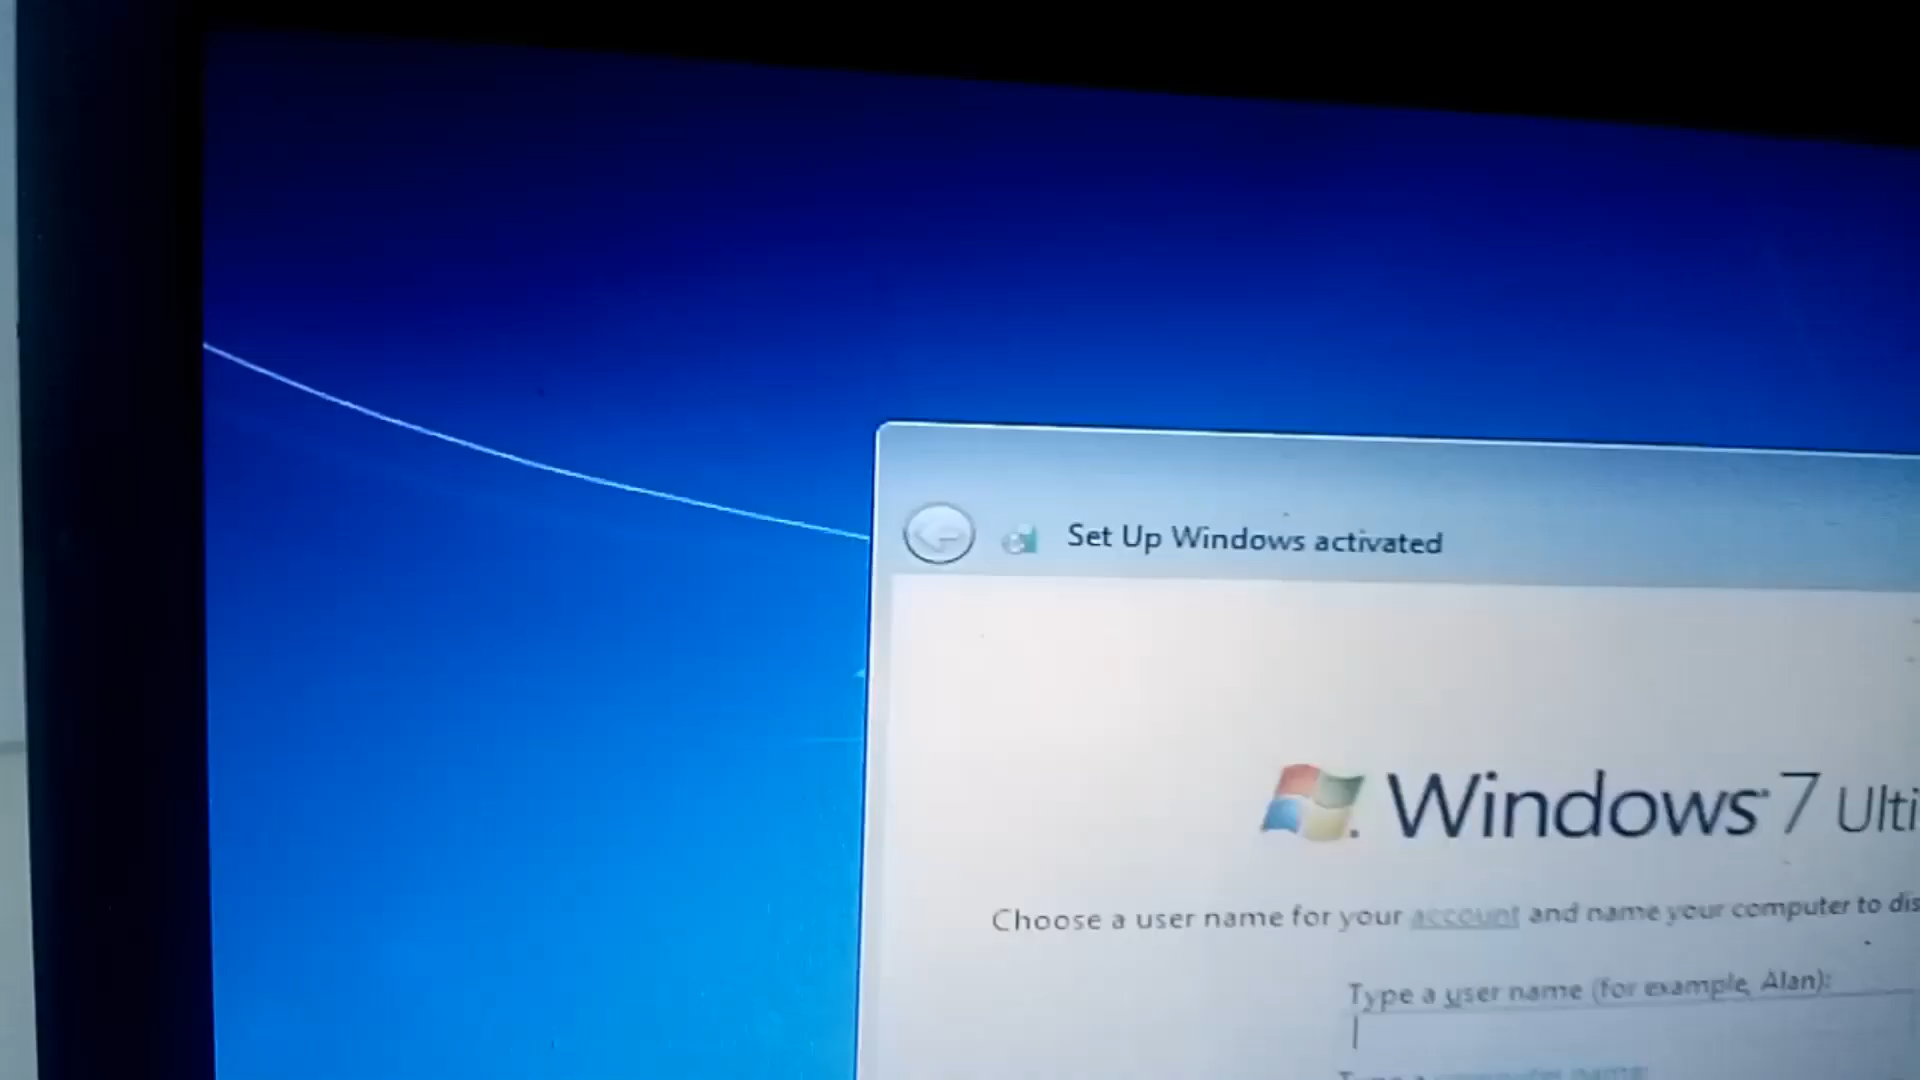 Set Up Windows activated
Windows 7 Ulti
Choose a user name for your account and name your computer to dis
Type a user name (for example, Alan):